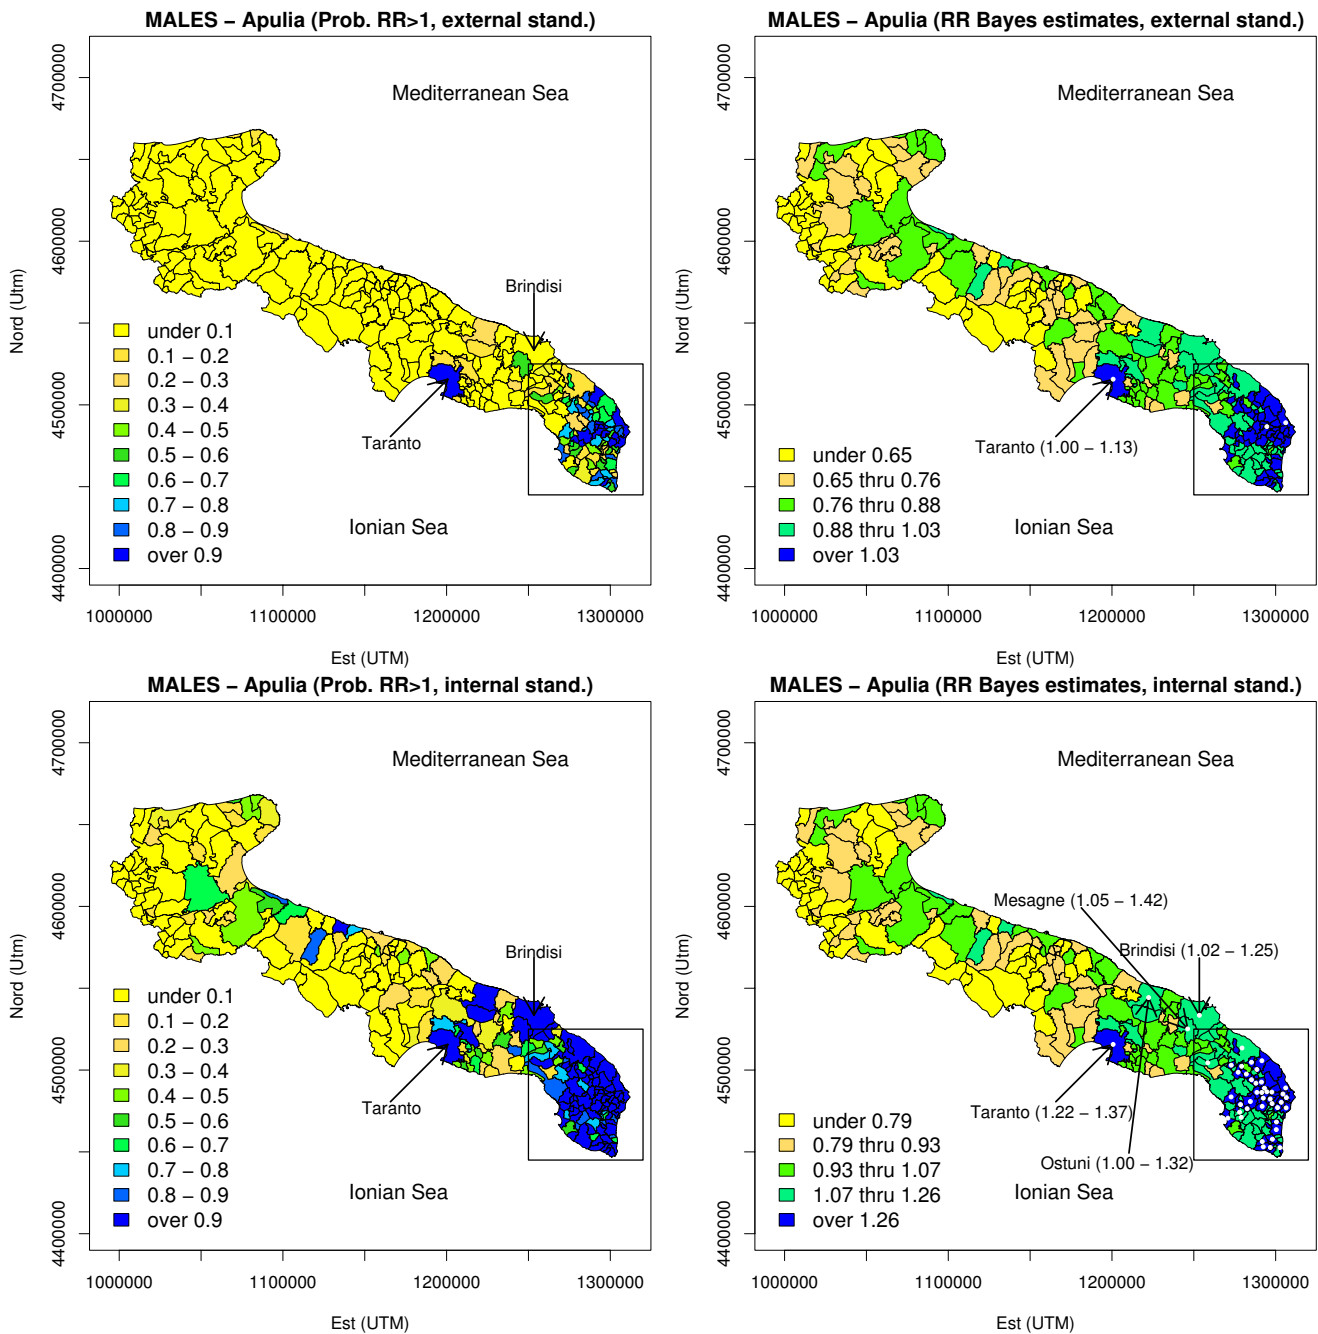 MALES – Apulia (Prob. RR>1, external stand.)
Mediterranean Sea
Brindisi
Taranto
Ionian Sea
under 0.1
0.1 – 0.2
0.2 – 0.3
0.3 – 0.4
0.4 – 0.5
0.5 – 0.6
0.6 – 0.7
0.7 – 0.8
0.8 – 0.9
over 0.9
Nord (Utm)
4700000
4600000
4500000
4400000
1000000 1100000 1200000 1300000
Est (UTM)
MALES – Apulia (RR Bayes estimates, external stand.)
Mediterranean Sea
Taranto (1.00 – 1.13)
Ionian Sea
under 0.65
0.65 thru 0.76
0.76 thru 0.88
0.88 thru 1.03
over 1.03
Nord (Utm)
4700000
4600000
4500000
4400000
1000000 1100000 1200000 1300000
Est (UTM)
MALES – Apulia (Prob. RR>1, internal stand.)
Mediterranean Sea
Brindisi
Taranto
Ionian Sea
under 0.1
0.1 – 0.2
0.2 – 0.3
0.3 – 0.4
0.4 – 0.5
0.5 – 0.6
0.6 – 0.7
0.7 – 0.8
0.8 – 0.9
over 0.9
Nord (Utm)
4700000
4600000
4500000
4400000
1000000 1100000 1200000 1300000
Est (UTM)
MALES – Apulia (RR Bayes estimates, internal stand.)
Mediterranean Sea
Mesagne (1.05 – 1.42)
Brindisi (1.02 – 1.25)
Taranto (1.22 – 1.37)
Ostuni (1.00 – 1.32)
Ionian Sea
under 0.79
0.79 thru 0.93
0.93 thru 1.07
1.07 thru 1.26
over 1.26
Nord (Utm)
4700000
4600000
4500000
4400000
1000000 1100000 1200000 1300000
Est (UTM)